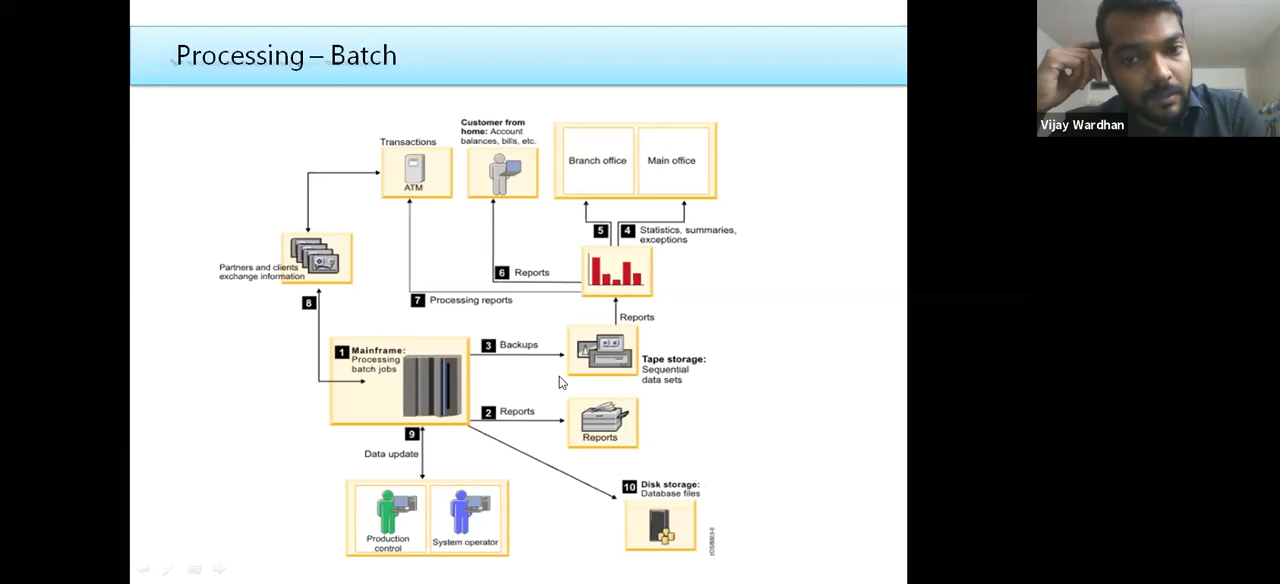 Processing – Batch
Vijay Wardhan
Customer from
home: Account
balances, bills, etc.
Transactions
ATM
Branch office
Main office
5
4
Statistics, summaries,
exceptions
Partners and clients
exchange information
6
Reports
7
Processing reports
8
Reports
1
Mainframe:
Processing
batch jobs
3
Backups
Tape storage:
Sequential
data sets
2
Reports
Reports
9
Data update
10
Disk storage:
Database files
Production
control
System operator